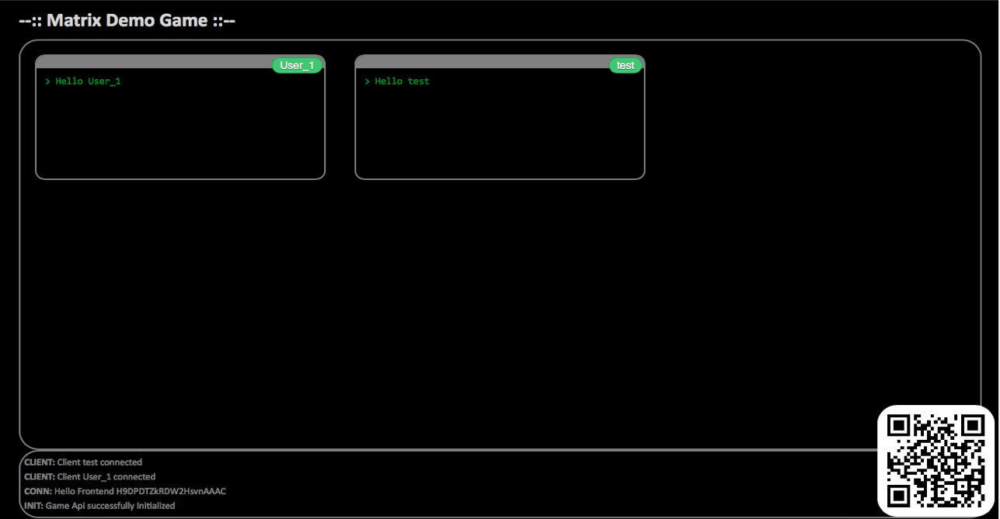 --:: Matrix Demo Game ::--
User_1
> Hello User_1
test
> Hello test
CLIENT: Client test connected
CLIENT: Client User_1 connected
CONN: Hello Frontend H9DPDTZkRDW2HsvnAAAC
INIT: Game Api successfully Initialized